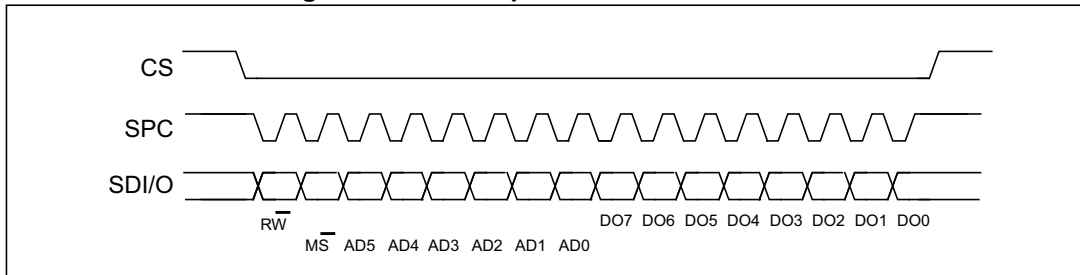 CS
SPC
SDI/O
RW̅ DO7 DO6 DO5 DO4 DO3 DO2 DO1 DO0
MS̅ AD5 AD4 AD3 AD2 AD1 AD0